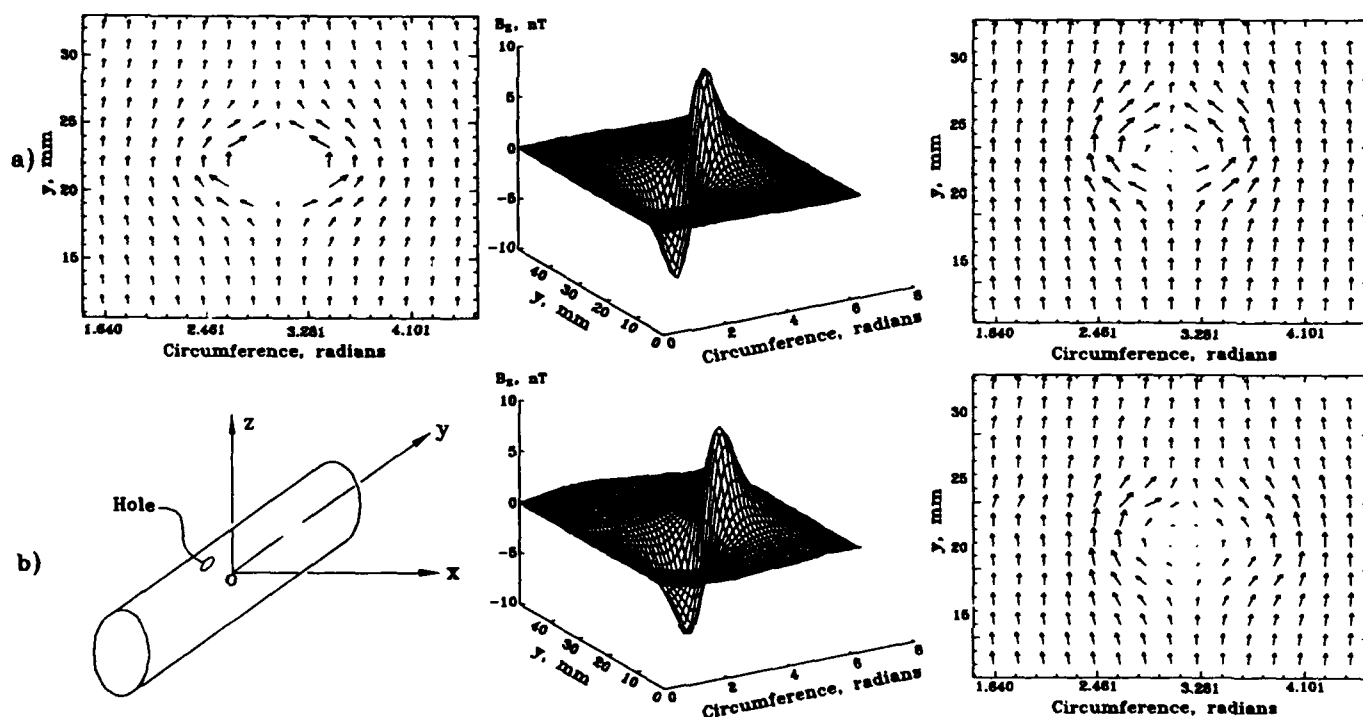 a)
30
25
20
15
y, mm
1.640 2.461 3.281 4.101
Circumference, radians
B_z, nT
10
5
0
-5
-10
40 30 20 10 0
y, mm
0 2 4 6 8
Circumference, radians
30
25
20
15
y, mm
1.640 2.461 3.281 4.101
Circumference, radians
b)
Hole
z
y
x
o
B_z, nT
10
5
0
-5
-10
40 30 20 10 0
y, mm
0 2 4 6 8
Circumference, radians
30
25
20
15
y, mm
1.640 2.461 3.281 4.101
Circumference, radians